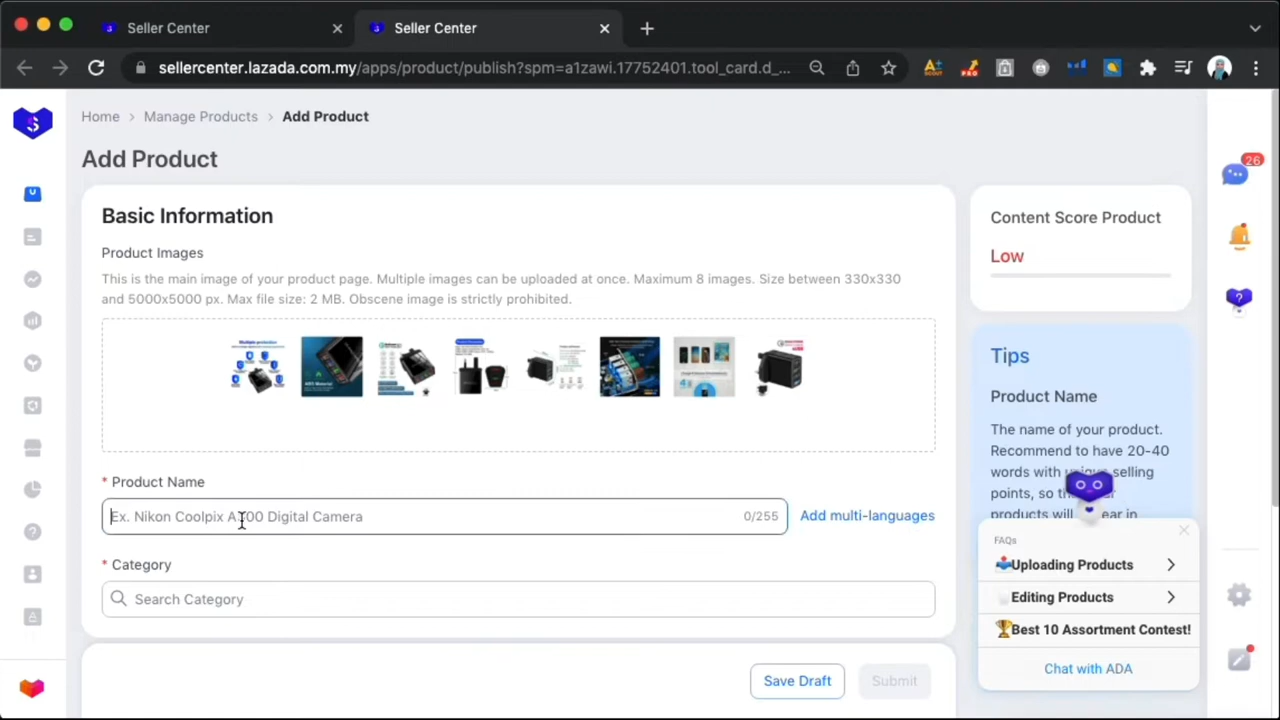 Seller Center
Seller Center
sellercenter.lazada.com.my/apps/product/publish?spm=a1zawi.17752401.tool_card.d_...
26
Home > Manage Products > Add Product
Add Product
Basic Information
Product Images
This is the main image of your product page. Multiple images can be uploaded at once. Maximum 8 images. Size between 330x330
and 5000x5000 px. Max file size: 2 MB. Obscene image is strictly prohibited.
* Product Name
Ex. Nikon Coolpix A300 Digital Camera
0/255
Add multi-languages
* Category
Search Category
Save Draft
Submit
Content Score Product
Low
Tips
Product Name
The name of your product.
Recommend to have 20-40
words with unique selling
points, so
products will
FAQs
Uploading Products
Editing Products
Best 10 Assortment Contest!
Chat with ADA